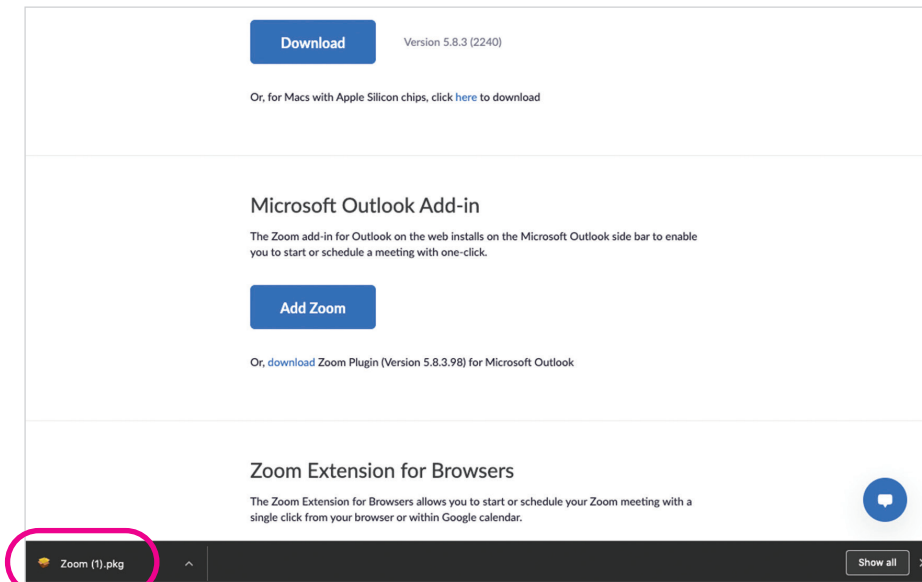 Download
Version 5.8.3 (2240)
Or, for Macs with Apple Silicon chips, click here to download
Microsoft Outlook Add-in
The Zoom add-in for Outlook on the web installs on the Microsoft Outlook side bar to enable
you to start or schedule a meeting with one-click.
Add Zoom
Or, download Zoom Plugin (Version 5.8.3.98) for Microsoft Outlook
Zoom Extension for Browsers
The Zoom Extension for Browsers allows you to start or schedule your Zoom meeting with a
single click from your browser or within Google calendar.
Zoom (1).pkg
Show all